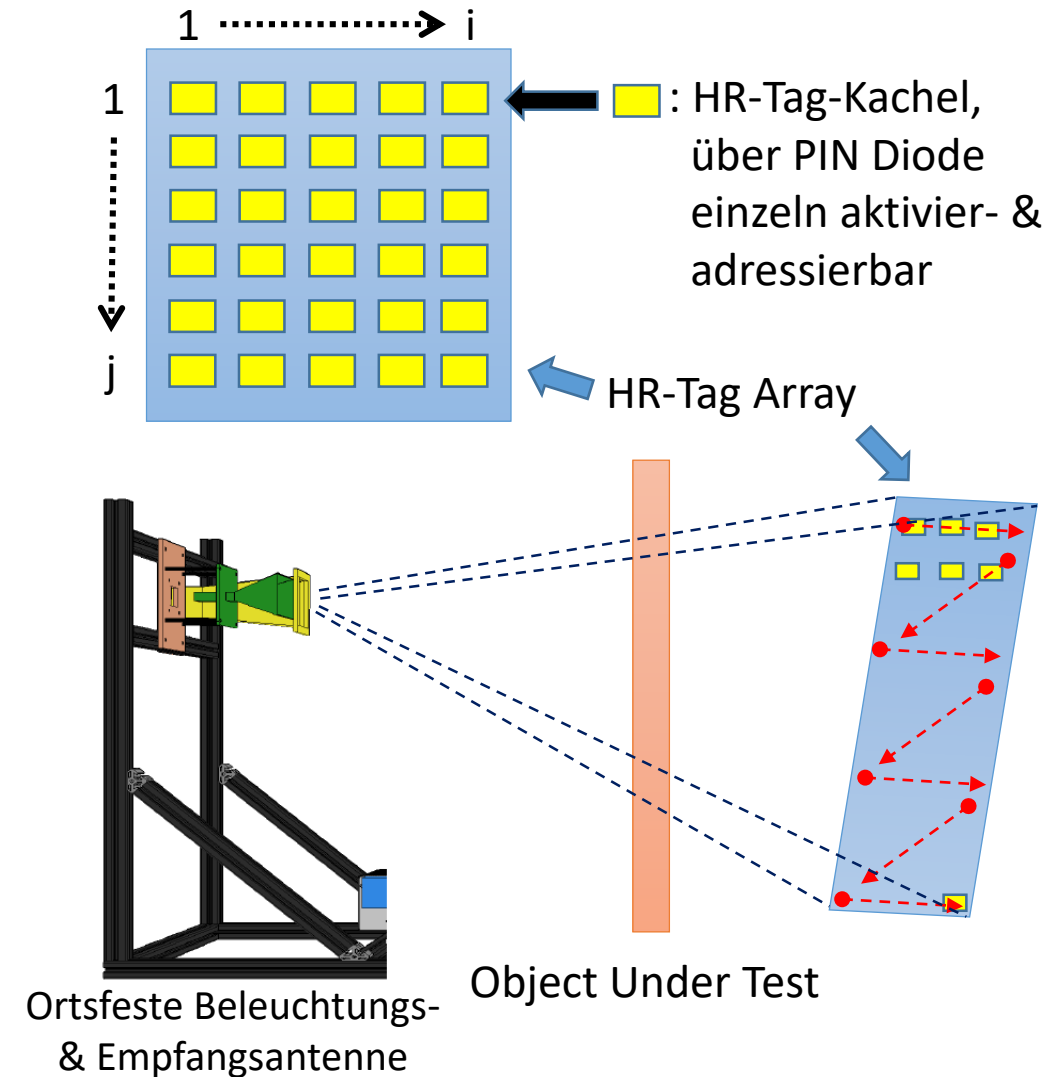 1
i
1
j
: HR-Tag-Kachel,
über PIN Diode
einzeln aktivier- &
adressierbar
HR-Tag Array
Object Under Test
Ortsfeste Beleuchtungs-
& Empfangsantenne